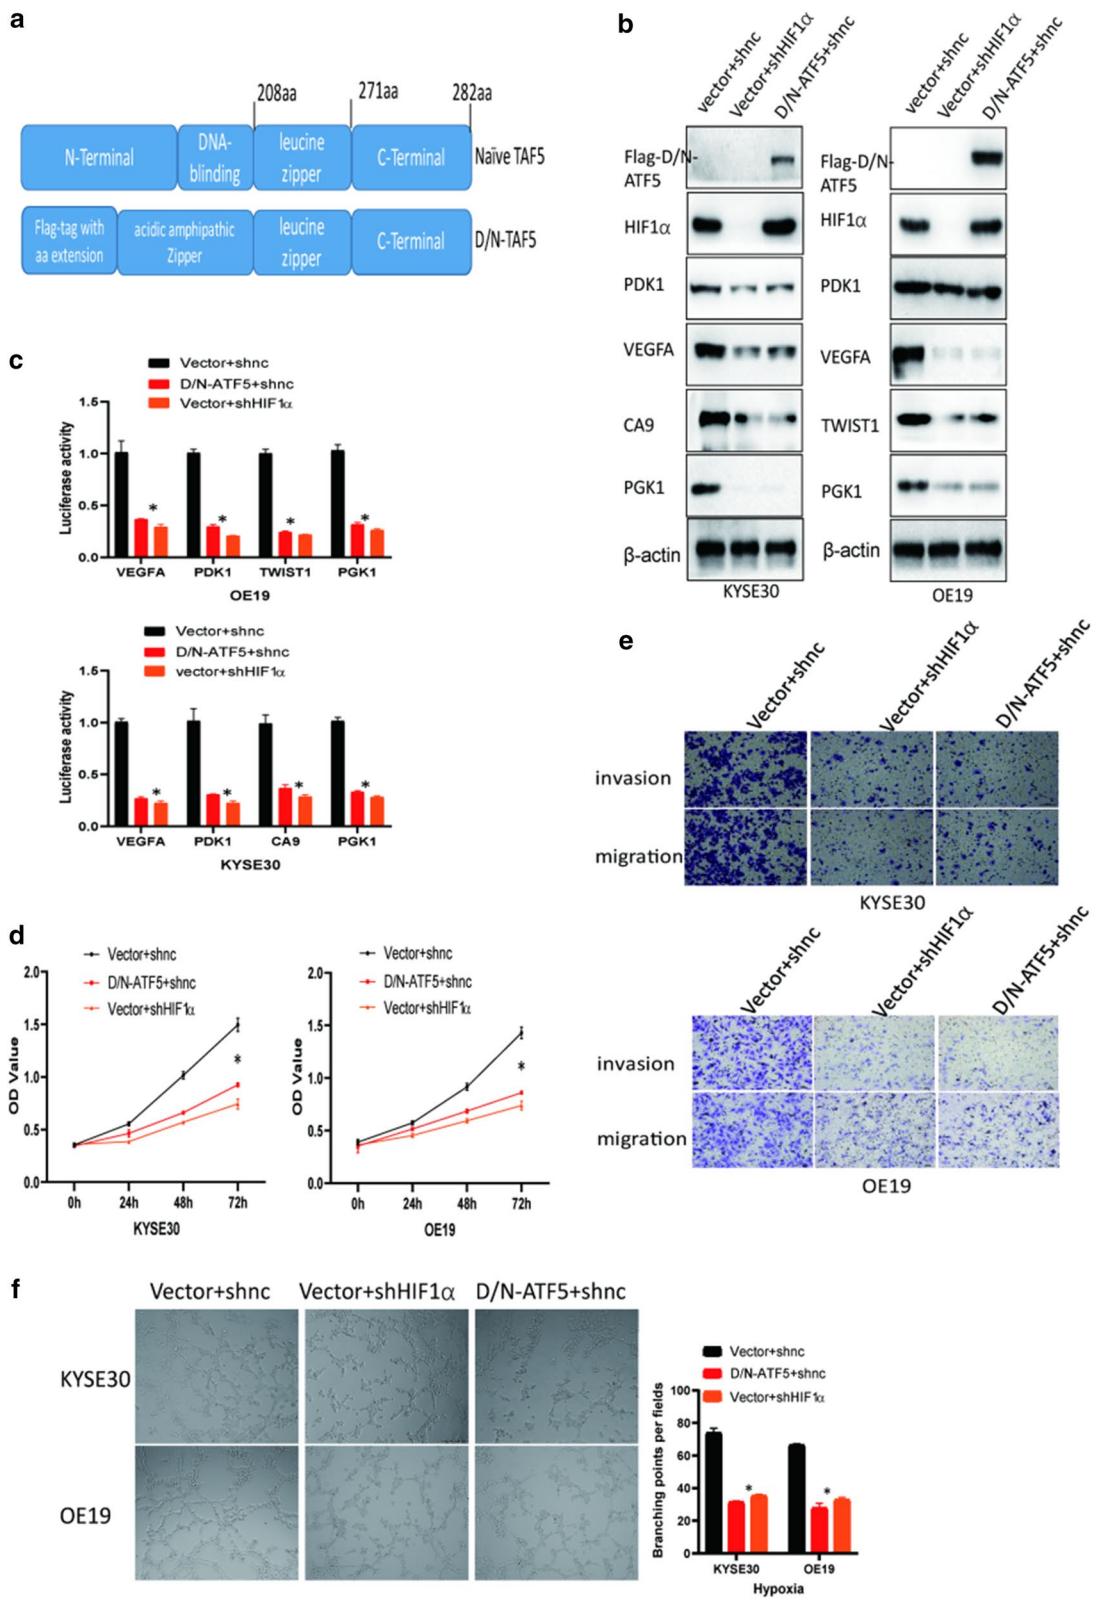 a
208aa 271aa 282aa
N-Terminal
DNA-
blinding
leucine
zipper
C-Terminal
Naïve TAF5
Flag-tag with
aa extension
acidic amphipathic
Zipper
leucine
zipper
C-Terminal
D/N-TAF5
b
vector+shnc
Vector+shHIF1α
D/N-ATF5+shnc
Flag-D/N-
ATF5
HIF1α
PDK1
VEGFA
CA9
PGK1
β-actin
KYSE30
vector+shnc
Vector+shHIF1α
D/N-ATF5+shnc
Flag-D/N-
ATF5
HIF1α
PDK1
VEGFA
TWIST1
PGK1
β-actin
OE19
c
Vector+shnc
D/N-ATF5+shnc
Vector+shHIF1α
Luciferase activity
1.5
1.0
0.5
0.0
* * * *
VEGFA PDK1 TWIST1 PGK1
OE19
Vector+shnc
D/N-ATF5+shnc
vector+shHIF1α
Luciferase activity
1.5
1.0
0.5
0.0
* * * *
VEGFA PDK1 CA9 PGK1
KYSE30
d
Vector+shnc
D/N-ATF5+shnc
Vector+shHIF1α
OD Value
2.0
1.5
1.0
0.5
0.0
*
0h 24h 48h 72h
KYSE30
Vector+shnc
D/N-ATF5+shnc
Vector+shHIF1α
OD Value
2.0
1.5
1.0
0.5
0.0
*
0h 24h 48h 72h
OE19
e
Vector+shnc
Vector+shHIF1α
D/N-ATF5+shnc
invasion
migration
KYSE30
Vector+shnc
Vector+shHIF1α
D/N-ATF5+shnc
invasion
migration
OE19
f
Vector+shnc Vector+shHIF1α D/N-ATF5+shnc
KYSE30
OE19
Vector+shnc
D/N-ATF5+shnc
Vector+shHIF1α
Branching points per fields
100
80
60
40
20
0
* *
KYSE30 OE19
Hypoxia